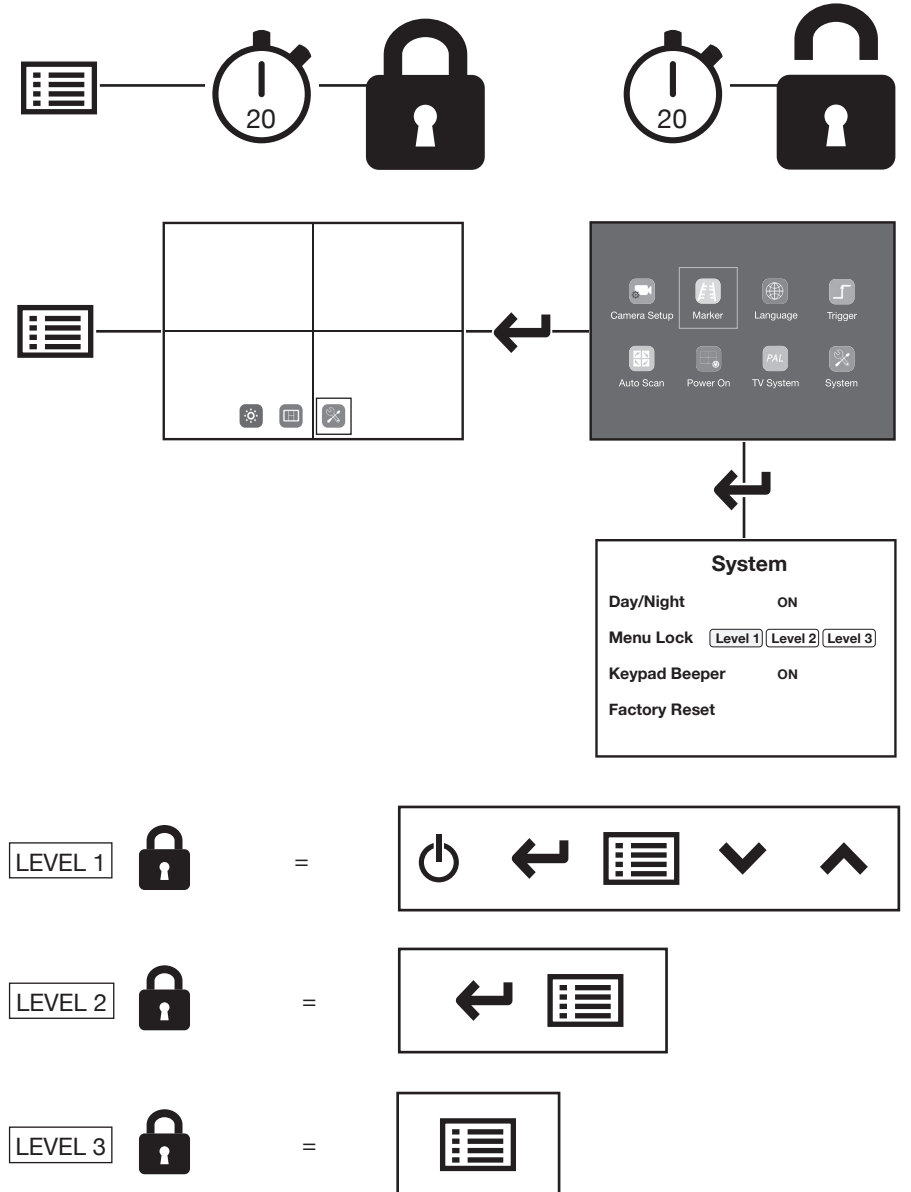 20
20
Camera Setup Marker Language Trigger
PAL
Auto Scan Power On TV System System
System
Day/Night ON
Menu Lock Level 1 Level 2 Level 3
Keypad Beeper ON
Factory Reset
LEVEL 1 =
LEVEL 2 =
LEVEL 3 =